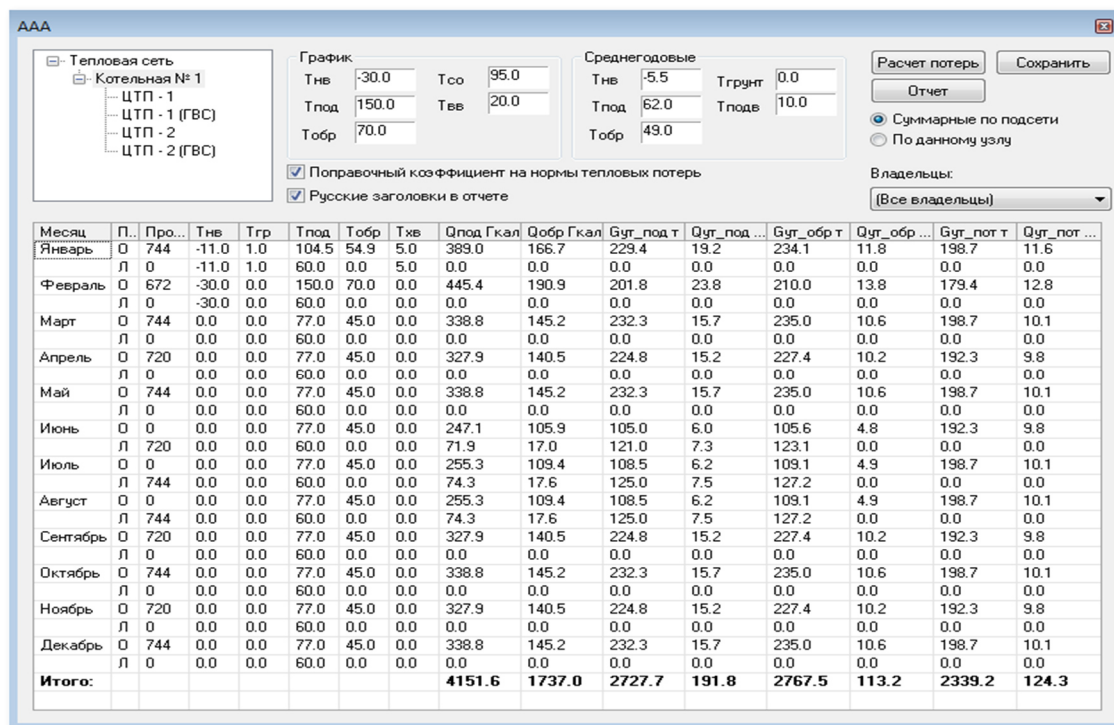 AAA
Тепловая сеть
Котельная № 1
ЦТП - 1
ЦТП - 1 (ГВС)
ЦТП - 2
ЦТП - 2 (ГВС)
График
Тнв -30.0 Тсо 95.0
Тпод 150.0 Твв 20.0
Тобр 70.0
Среднегодовые
Тнв -5.5 Тгрунт 0.0
Тпод 62.0 Тподв 10.0
Тобр 49.0
Расчет потерь Сохранить
Отчет
Суммарные по подсети
По данному узлу
Поправочный коэффициент на нормы тепловых потерь
Русские заголовки в отчете
Владельцы:
(Все владельцы)
Месяц П.. Про... Тнв Тгр Тпод Тобр Тхв Qпод Гкал Qобр Гкал Gут_под т Qут_под ... Gут_обр т Qут_обр ... Gут_пот т Qут_пот ...
Январь О 744 -11.0 1.0 104.5 54.9 5.0 389.0 166.7 229.4 19.2 234.1 11.8 198.7 11.6
Л 0 -11.0 1.0 60.0 0.0 5.0 0.0 0.0 0.0 0.0 0.0 0.0 0.0 0.0
Февраль О 672 -30.0 0.0 150.0 70.0 0.0 445.4 190.9 201.8 23.8 210.0 13.8 179.4 12.8
Л 0 -30.0 0.0 60.0 0.0 0.0 0.0 0.0 0.0 0.0 0.0 0.0 0.0 0.0
Март О 744 0.0 0.0 77.0 45.0 0.0 338.8 145.2 232.3 15.7 235.0 10.6 198.7 10.1
Л 0 0.0 0.0 60.0 0.0 0.0 0.0 0.0 0.0 0.0 0.0 0.0 0.0 0.0
Апрель О 720 0.0 0.0 77.0 45.0 0.0 327.9 140.5 224.8 15.2 227.4 10.2 192.3 9.8
Л 0 0.0 0.0 60.0 0.0 0.0 0.0 0.0 0.0 0.0 0.0 0.0 0.0 0.0
Май О 744 0.0 0.0 77.0 45.0 0.0 338.8 145.2 232.3 15.7 235.0 10.6 198.7 10.1
Л 0 0.0 0.0 60.0 0.0 0.0 0.0 0.0 0.0 0.0 0.0 0.0 0.0 0.0
Июнь О 0 0.0 0.0 77.0 45.0 0.0 247.1 105.9 105.0 6.0 105.6 4.8 192.3 9.8
Л 720 0.0 0.0 60.0 0.0 0.0 71.9 17.0 121.0 7.3 123.1 0.0 0.0 0.0
Июль О 0 0.0 0.0 77.0 45.0 0.0 255.3 109.4 108.5 6.2 109.1 4.9 198.7 10.1
Л 744 0.0 0.0 60.0 0.0 0.0 74.3 17.6 125.0 7.5 127.2 0.0 0.0 0.0
Август О 0 0.0 0.0 77.0 45.0 0.0 255.3 109.4 108.5 6.2 109.1 4.9 198.7 10.1
Л 744 0.0 0.0 60.0 0.0 0.0 74.3 17.6 125.0 7.5 127.2 0.0 0.0 0.0
Сентябрь О 720 0.0 0.0 77.0 45.0 0.0 327.9 140.5 224.8 15.2 227.4 10.2 192.3 9.8
Л 0 0.0 0.0 60.0 0.0 0.0 0.0 0.0 0.0 0.0 0.0 0.0 0.0 0.0
Октябрь О 744 0.0 0.0 77.0 45.0 0.0 338.8 145.2 232.3 15.7 235.0 10.6 198.7 10.1
Л 0 0.0 0.0 60.0 0.0 0.0 0.0 0.0 0.0 0.0 0.0 0.0 0.0 0.0
Ноябрь О 720 0.0 0.0 77.0 45.0 0.0 327.9 140.5 224.8 15.2 227.4 10.2 192.3 9.8
Л 0 0.0 0.0 60.0 0.0 0.0 0.0 0.0 0.0 0.0 0.0 0.0 0.0 0.0
Декабрь О 744 0.0 0.0 77.0 45.0 0.0 338.8 145.2 232.3 15.7 235.0 10.6 198.7 10.1
Л 0 0.0 0.0 60.0 0.0 0.0 0.0 0.0 0.0 0.0 0.0 0.0 0.0 0.0
Итого: 4151.6 1737.0 2727.7 191.8 2767.5 113.2 2339.2 124.3